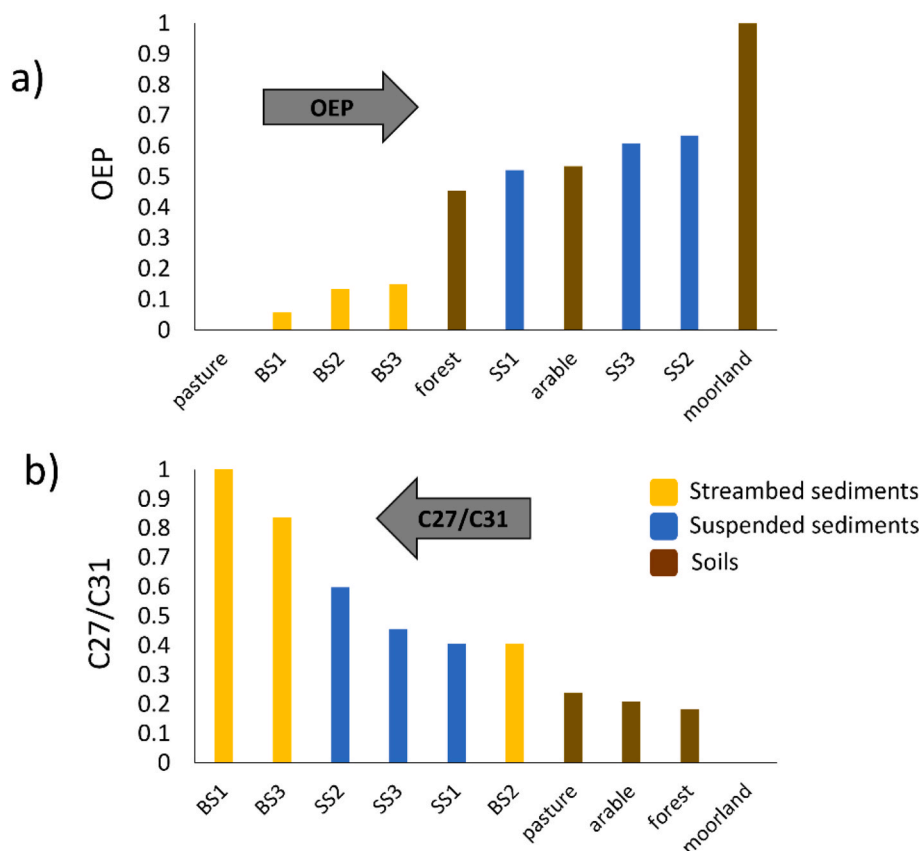 a)
OEP
1
0.9
0.8
0.7
0.6
0.5
0.4
0.3
0.2
0.1
0
OEP
pasture
BS1
BS2
BS3
forest
SS1
arable
SS3
SS2
moorland
b)
C27/C31
1
0.9
0.8
0.7
0.6
0.5
0.4
0.3
0.2
0.1
0
C27/C31
Streambed sediments
Suspended sediments
Soils
BS1
BS3
SS2
SS3
SS1
BS2
pasture
arable
forest
moorland